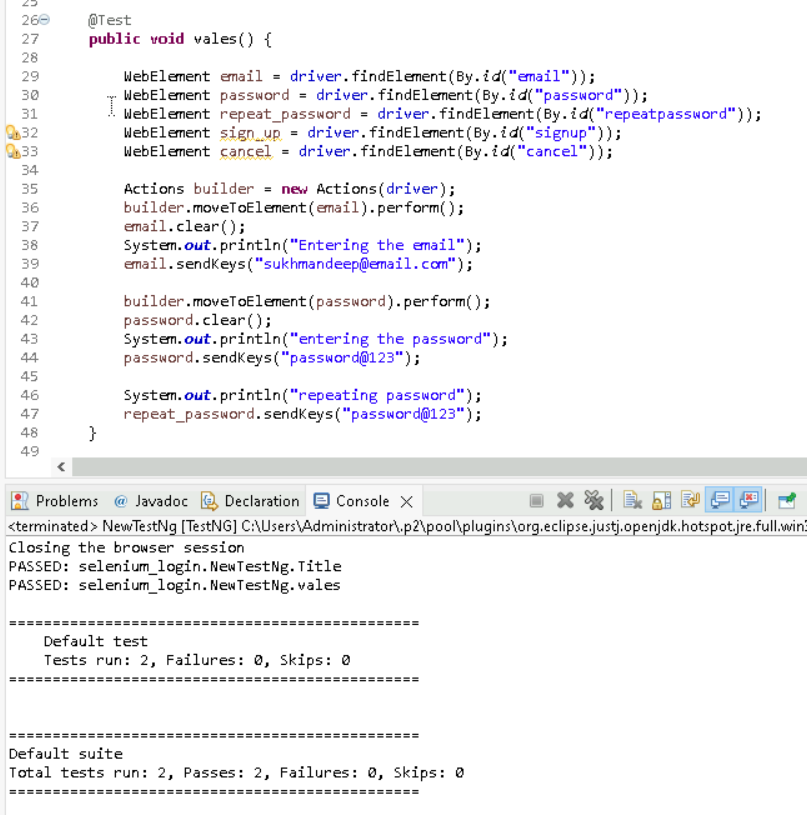 25
26 @Test
27 public void vales() {
28
29 WebElement email = driver.findElement(By.id("email"));
30 WebElement password = driver.findElement(By.id("password"));
31 WebElement repeat_password = driver.findElement(By.id("repeatpassword"));
32 WebElement sign_up = driver.findElement(By.id("signup"));
33 WebElement cancel = driver.findElement(By.id("cancel"));
34
35 Actions builder = new Actions(driver);
36 builder.moveToElement(email).perform();
37 email.clear();
38 System.out.println("Entering the email");
39 email.sendKeys("sukhmandeep@email.com");
40
41 builder.moveToElement(password).perform();
42 password.clear();
43 System.out.println("entering the password");
44 password.sendKeys("password@123");
45
46 System.out.println("repeating password");
47 repeat_password.sendKeys("password@123");
48 }
49
Problems @ Javadoc Declaration Console
<terminated> NewTestNg [TestNG] C:\Users\Administrator\.p2\pool\plugins\org.eclipse.justj.openjdk.hotspot.jre.full.win3
Closing the browser session
PASSED: selenium_login.NewTestNg.Title
PASSED: selenium_login.NewTestNg.vales
===============================================
Default test
Tests run: 2, Failures: 0, Skips: 0
===============================================
===============================================
Default suite
Total tests run: 2, Passes: 2, Failures: 0, Skips: 0
===============================================